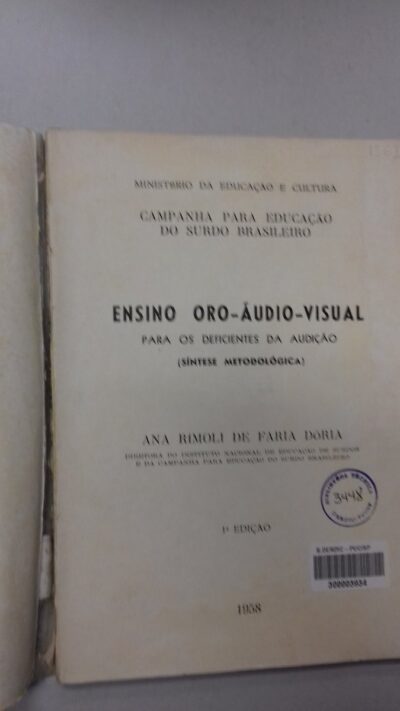 MINISTÉRIO DA EDUCAÇÃO E CULTURA
CAMPANHA PARA EDUCAÇÃO
DO SURDO BRASILEIRO
ENSINO ORO-ÁUDIO-VISUAL
PARA OS DEFICIENTES DA AUDIÇÃO
(SÍNTESE METODOLÓGICA)
ANA RIMOLI DE FARIA DORIA
DIRETORA DO INSTITUTO NACIONAL DE EDUCAÇÃO DE SURDOS
E DA CAMPANHA PARA EDUCAÇÃO DO SURDO BRASILEIRO
3448
1ª EDIÇÃO
300003034
1958